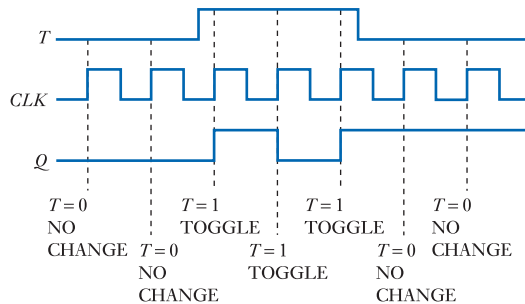 T
CLK
Q
T = 0
NO
CHANGE
T = 0
NO
CHANGE
T = 1
TOGGLE
T = 1
TOGGLE
T = 1
TOGGLE
T = 0
NO
CHANGE
T = 0
NO
CHANGE